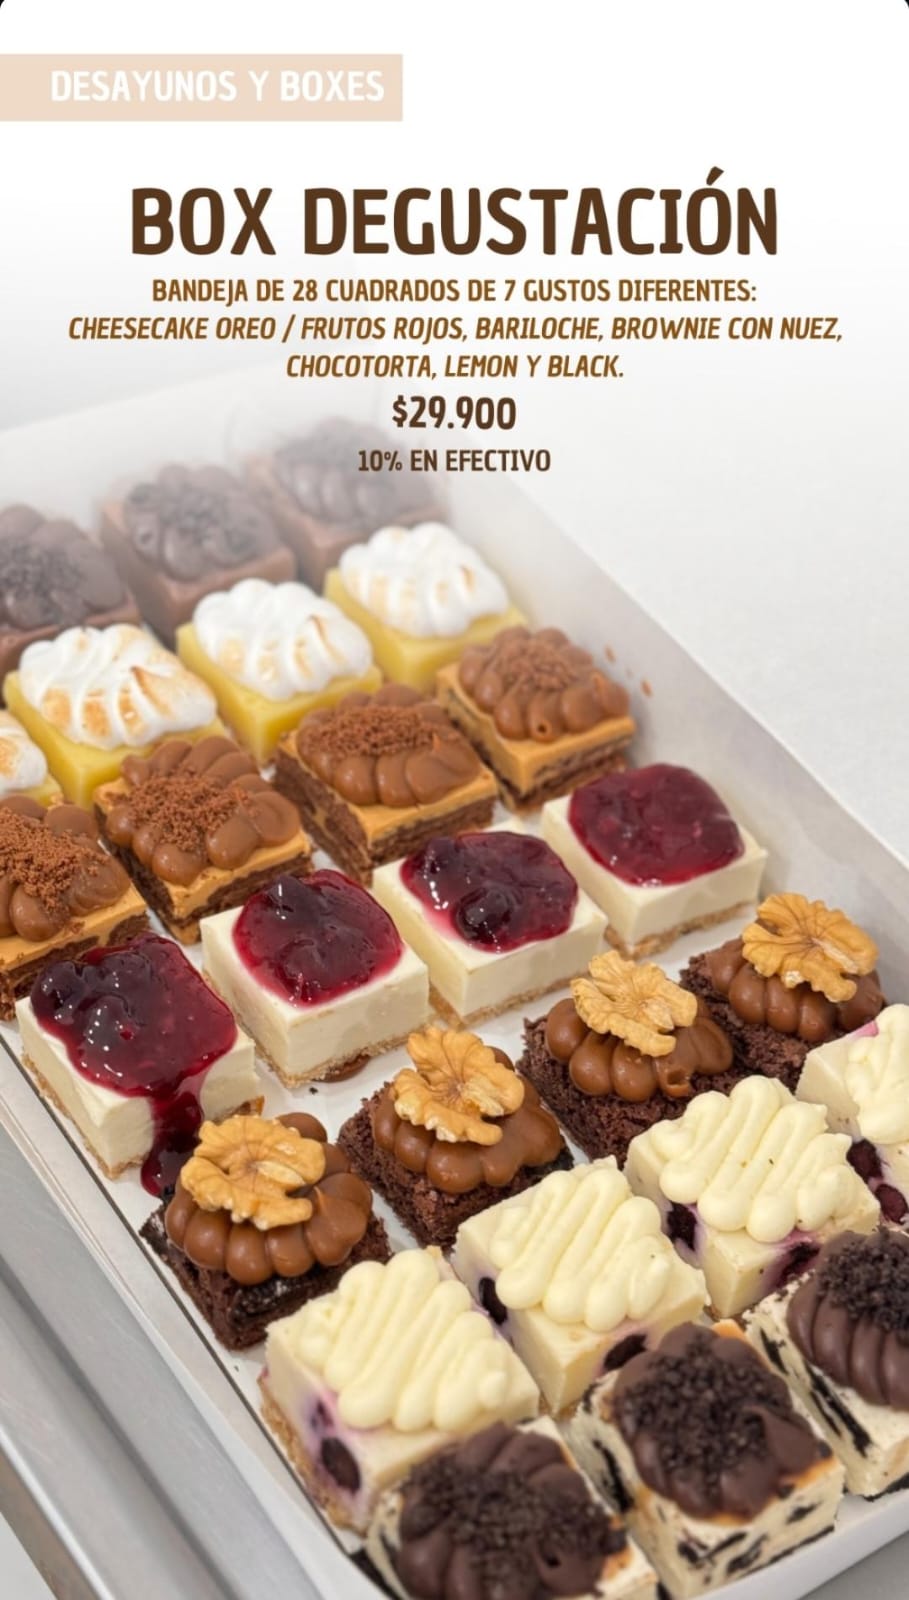 DESAYUNOS Y BOXES
BOX DEGUSTACIÓN
BANDEJA DE 28 CUADRADOS DE 7 GUSTOS DIFERENTES:
CHEESECAKE OREO / FRUTOS ROJOS, BARILOCHE, BROWNIE CON NUEZ,
CHOCOTORTA, LEMON Y BLACK.
$29.900
10% EN EFECTIVO